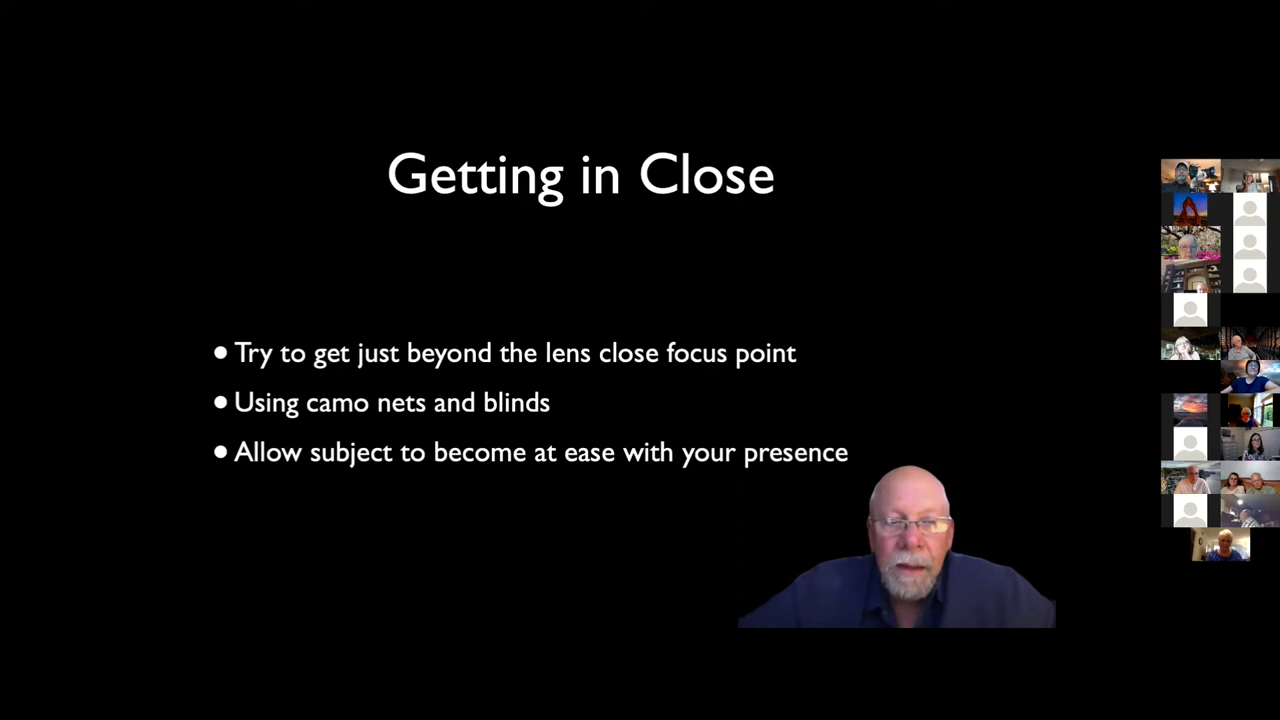 Getting in Close
● Try to get just beyond the lens close focus point
● Using camo nets and blinds
● Allow subject to become at ease with your presence